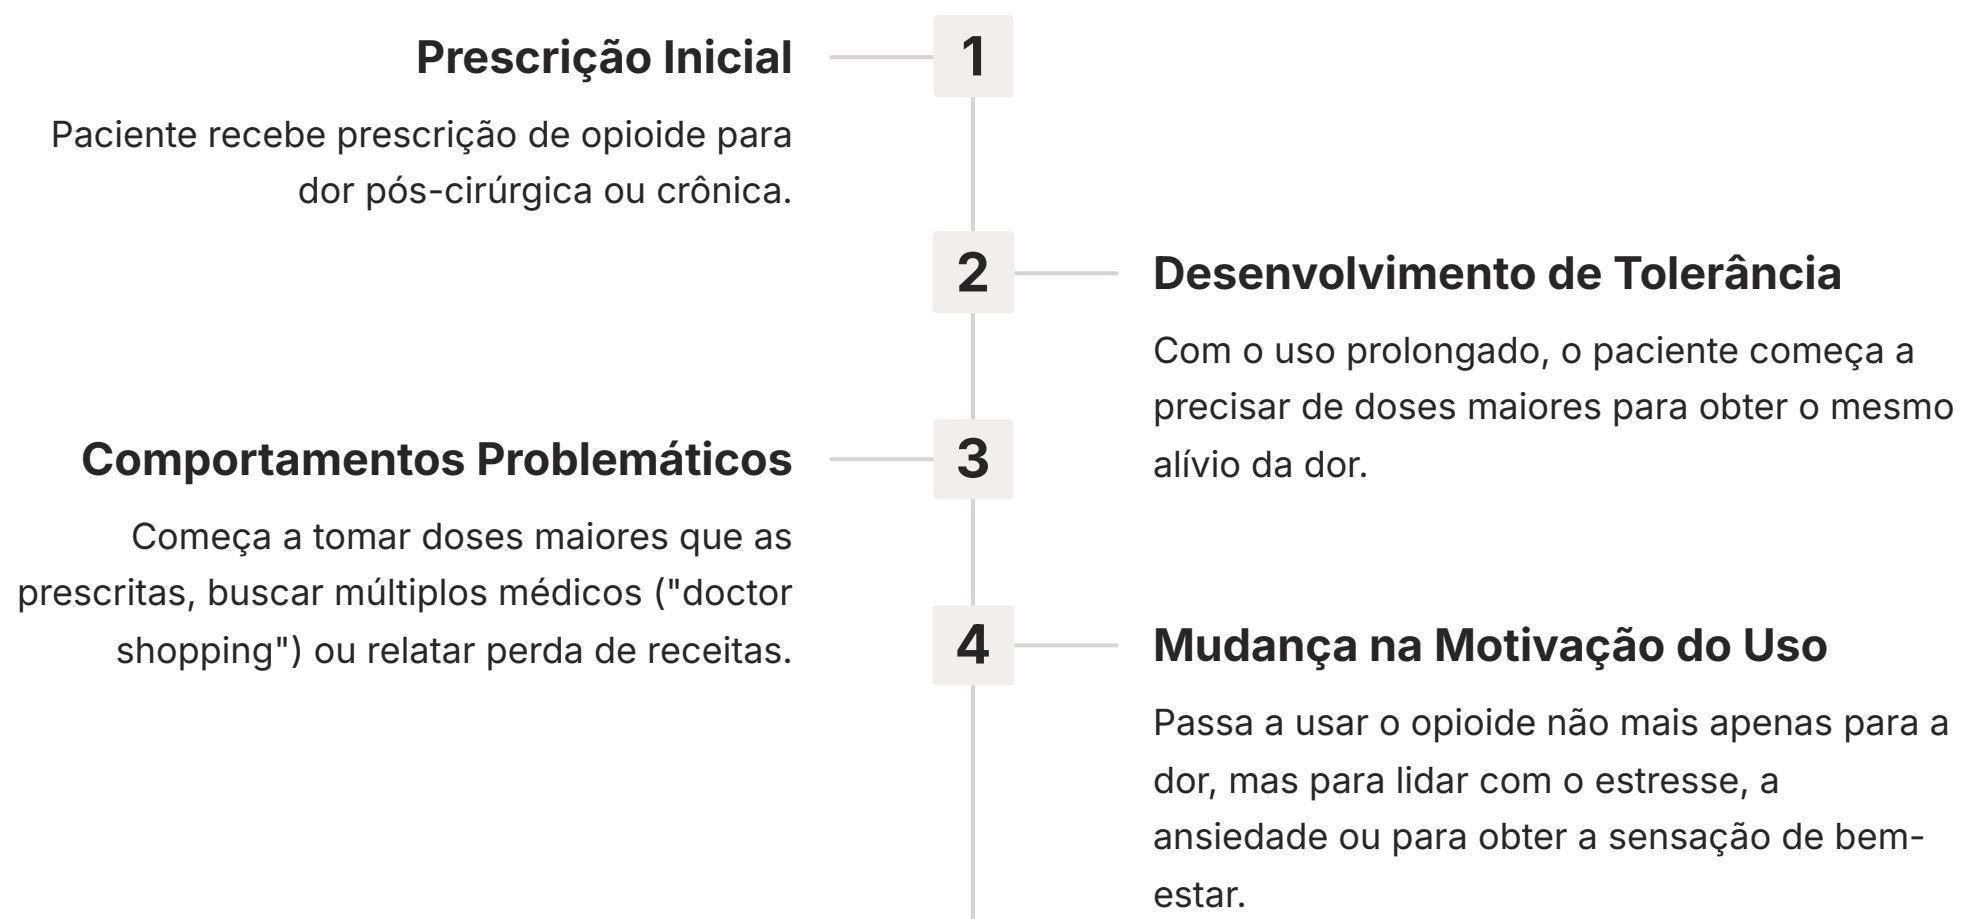 1
Prescrição Inicial
Paciente recebe prescrição de opioide para
dor pós-cirúrgica ou crônica.
2
Desenvolvimento de Tolerância
Com o uso prolongado, o paciente começa a
precisar de doses maiores para obter o mesmo
alívio da dor.
3
Comportamentos Problemáticos
Começa a tomar doses maiores que as
prescritas, buscar múltiplos médicos ("doctor
shopping") ou relatar perda de receitas.
4
Mudança na Motivação do Uso
Passa a usar o opioide não mais apenas para a
dor, mas para lidar com o estresse, a
ansiedade ou para obter a sensação de bem-
estar.